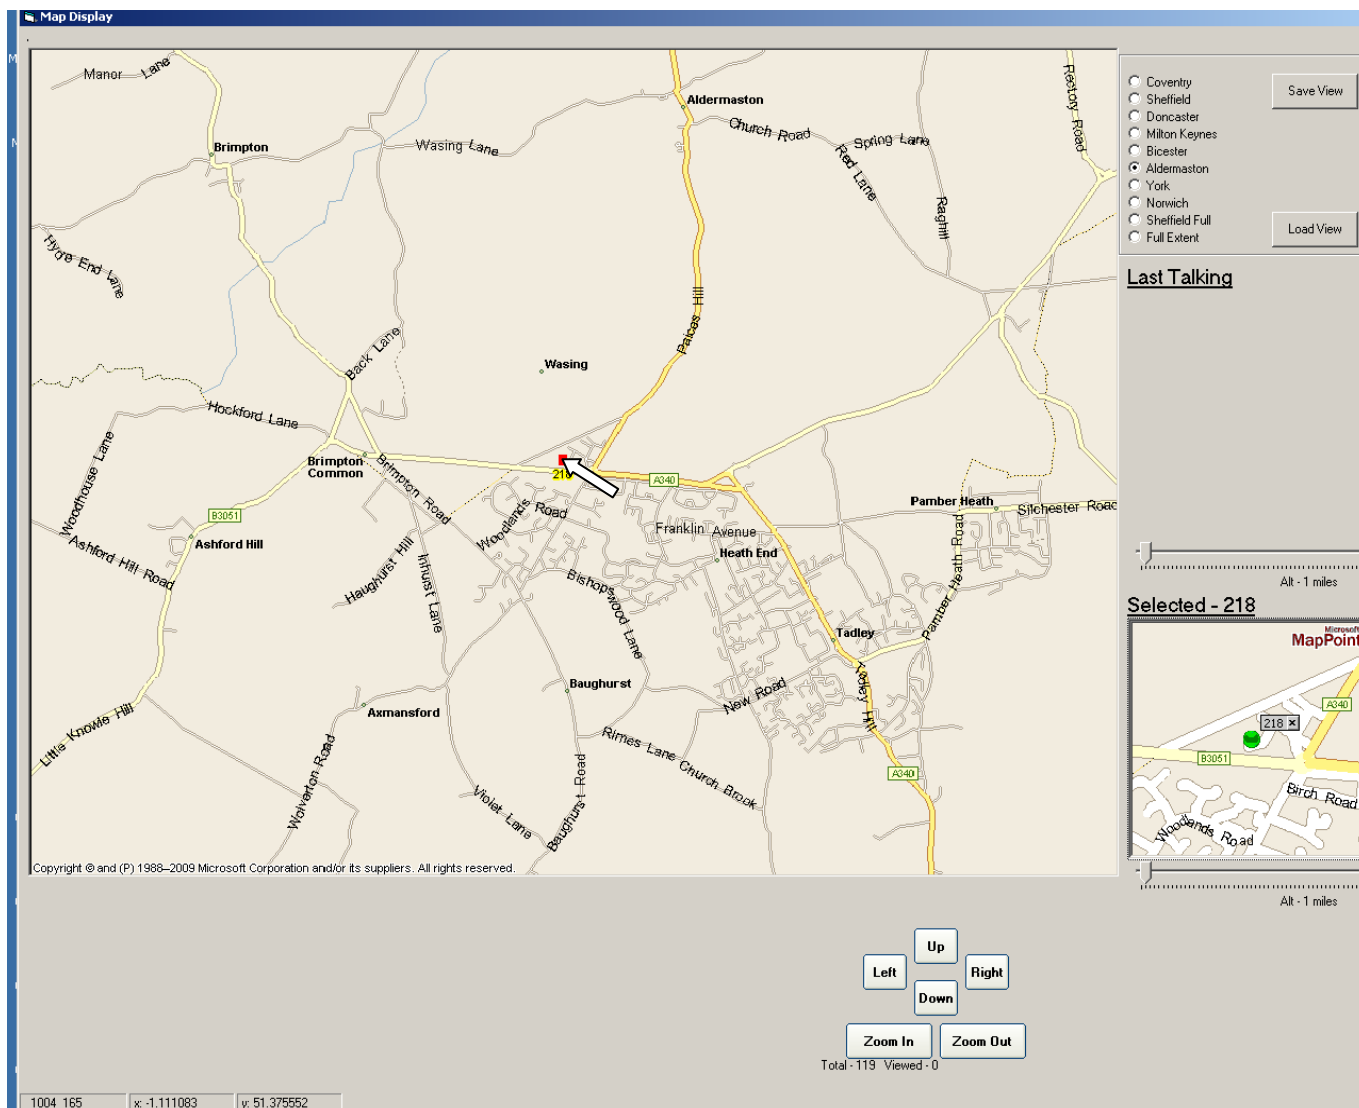 Map Display
Manor Lane
Aldermaston
Rectory Road
Church Road
Spring Lane
Brimpton
Wasing Lane
Red Lane
Raghill
Hyde End Lane
Paices Hill
Back Lane
Wasing
Hockford Lane
Woodhouse Lane
Brimpton
Common
Brimpton Road
218
A340
Pamber Heath
Silchester Road
B3051
Woodlands Road
Franklin Avenue
Ashford Hill
Heath End
Ashford Hill Road
Haughurst Hill
Inhurst Lane
Bishopswood Lane
Pamber Heath Road
Tadley
Baughurst
New Road
Tadley Hill
Axmansford
Little Knowle Hill
Wolverton Road
Rimes Lane
Church Brook
A340
Violet Lane
Baughurst Road
Copyright © and (P) 1988–2009 Microsoft Corporation and/or its suppliers. All rights reserved.
Coventry
Sheffield
Doncaster
Milton Keynes
Bicester
Aldermaston
York
Norwich
Sheffield Full
Full Extent
Save View
Load View
Last Talking
Alt - 1 miles
Selected - 218
Microsoft
MapPoint
A340
218
B3051
Birch Road
Woodlands Road
Alt - 1 miles
Up
Left
Right
Down
Zoom In
Zoom Out
Total - 119 Viewed - 0
1004 165
x: -1.111083
y: 51.375552